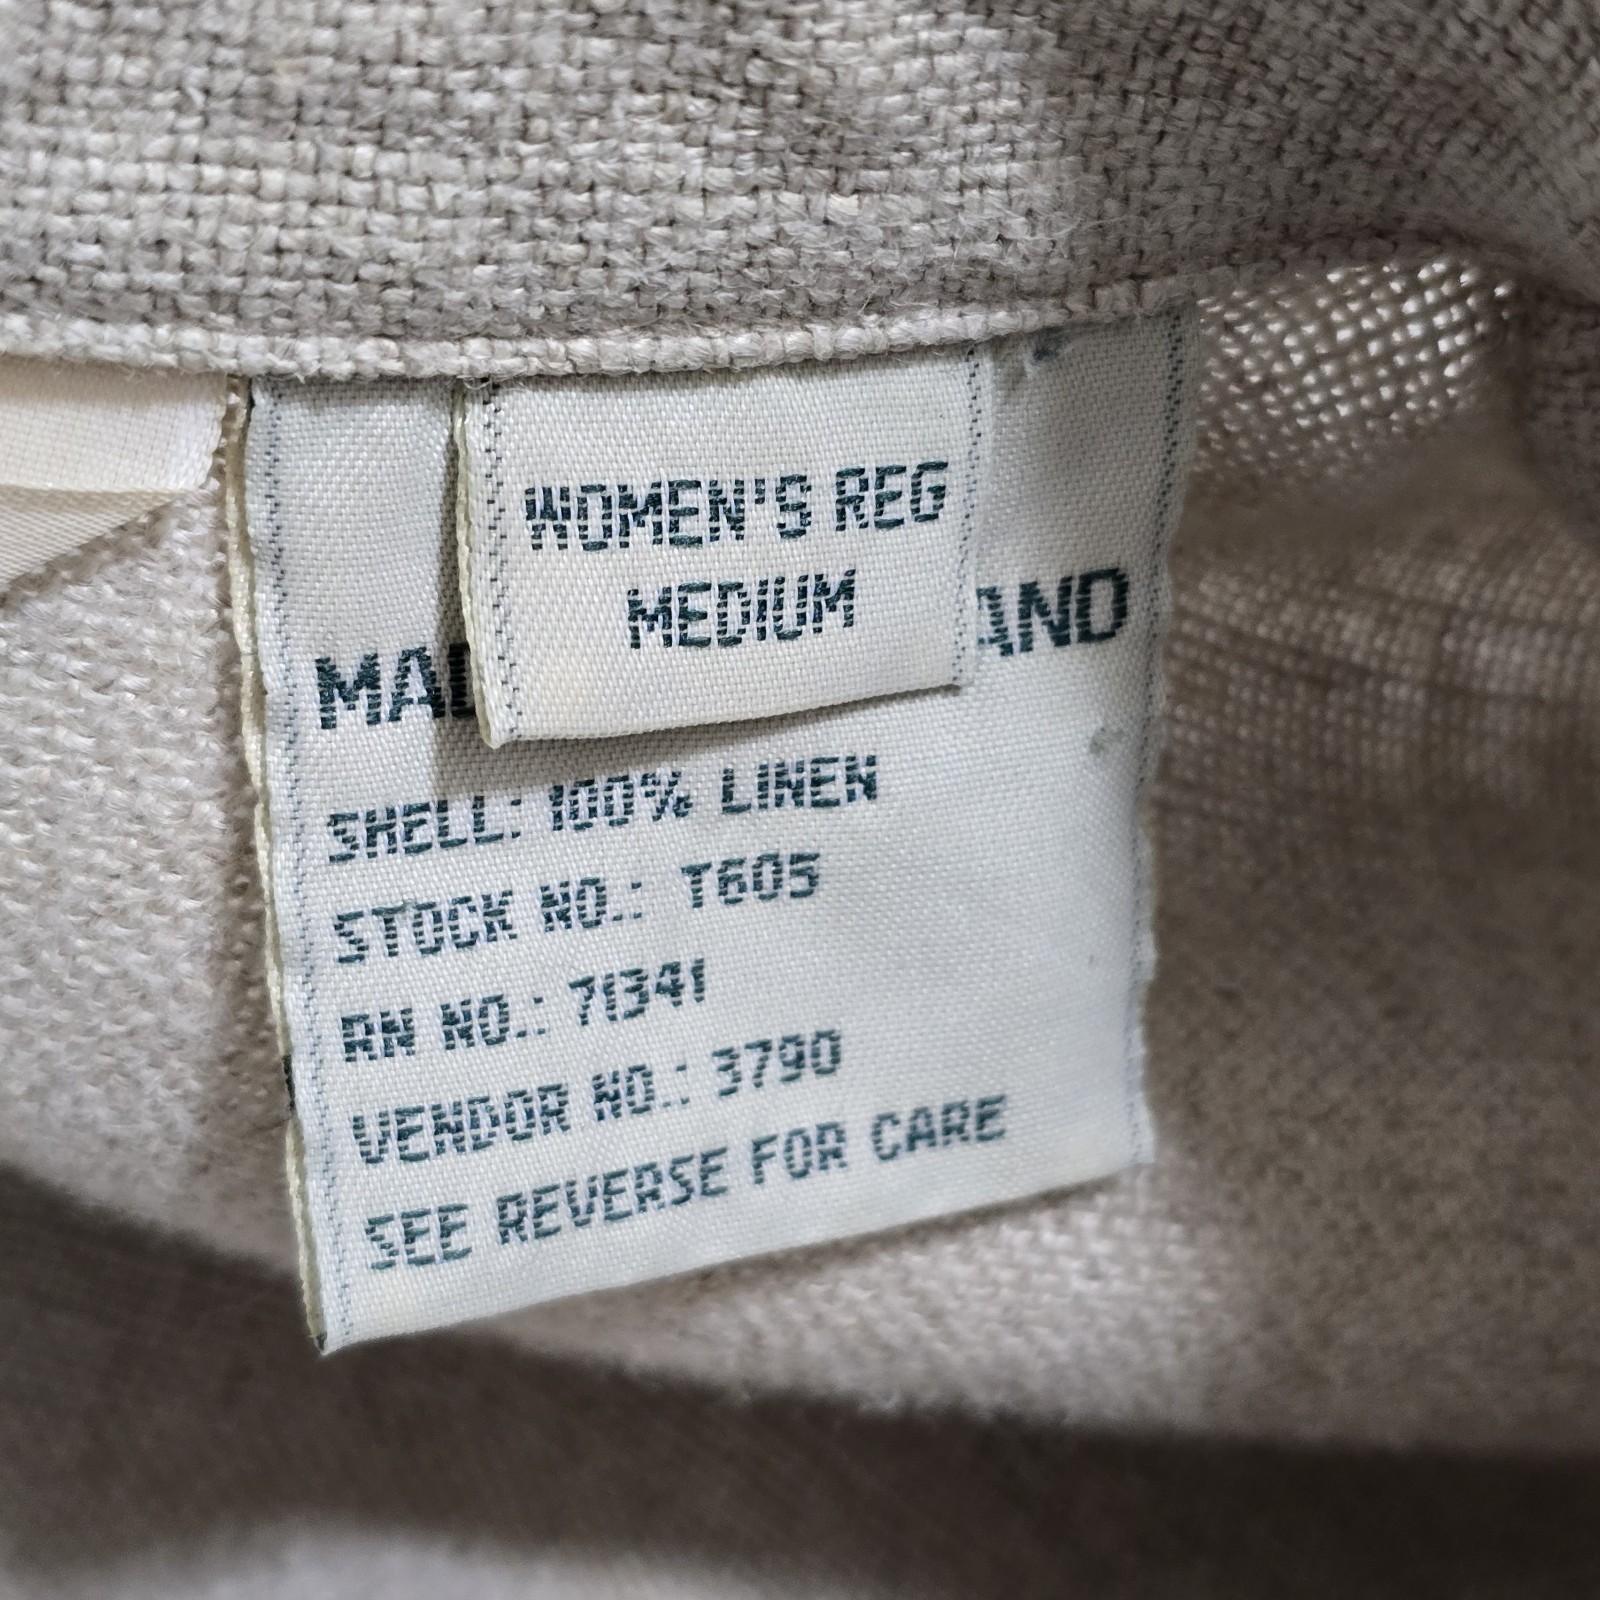 WOMEN'S REG
MEDIUM
SHELL: 100% LINEN
STOCK NO.: T605
RN NO.: 71341
VENDOR NO.: 3790
SEE REVERSE FOR CARE